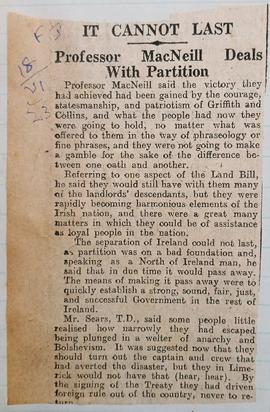 IT CANNOT LAST
Professor MacNeill Deals
With Partition
Professor MacNeill said the victory they
had achieved had been gained by the courage,
statesmanship, and patriotism of Griffith and
Collins, and what the people had now they
were going to hold, no matter what was
offered to them in the way of phraseology or
fine phrases, and they were not going to make
a gamble for the sake of the difference be-
tween one oath and another.
Referring to one aspect of the Land Bill,
he said they would still have with them many
of the landlords' descendants, but they were
rapidly becoming harmonious elements of the
Irish nation, and there were a great many
matters in which they could be of assistance
as loyal people in the nation.
The separation of Ireland could not last,
as partition was on a bad foundation and,
speaking as a North of Ireland man, he
said that in due time it would pass away.
The means of making it pass away were to
quickly establish a strong, sound, fair, just,
and successful Government in the rest of
Ireland.
Mr. Sears, T.D., said some people little
realised how narrowly they had escaped
being plunged in a welter of anarchy and
Bolshevism. It was suggested now that they
should turn out the captain and crew that
had averted the disaster, but they in Lime-
rick would not have that (hear, hear). By
the signing of the Treaty they had driven
foreign rule out of the country, never to re-